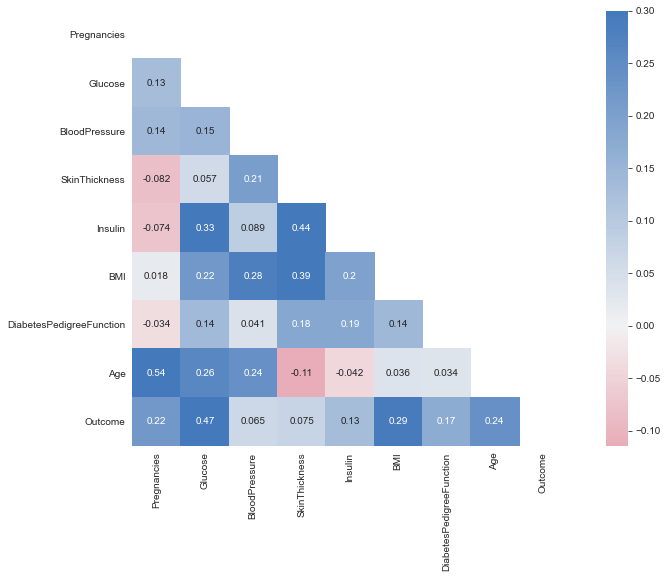 Pregnancies
Glucose 0.13
BloodPressure 0.14 0.15
SkinThickness -0.082 0.057 0.21
Insulin -0.074 0.33 0.089 0.44
BMI 0.018 0.22 0.28 0.39 0.2
DiabetesPedigreeFunction -0.034 0.14 0.041 0.18 0.19 0.14
Age 0.54 0.26 0.24 -0.11 -0.042 0.036 0.034
Outcome 0.22 0.47 0.065 0.075 0.13 0.29 0.17 0.24
Pregnancies
Glucose
BloodPressure
SkinThickness
Insulin
BMI
DiabetesPedigreeFunction
Age
Outcome
0.30
0.25
0.20
0.15
0.10
0.05
0.00
−0.05
−0.10